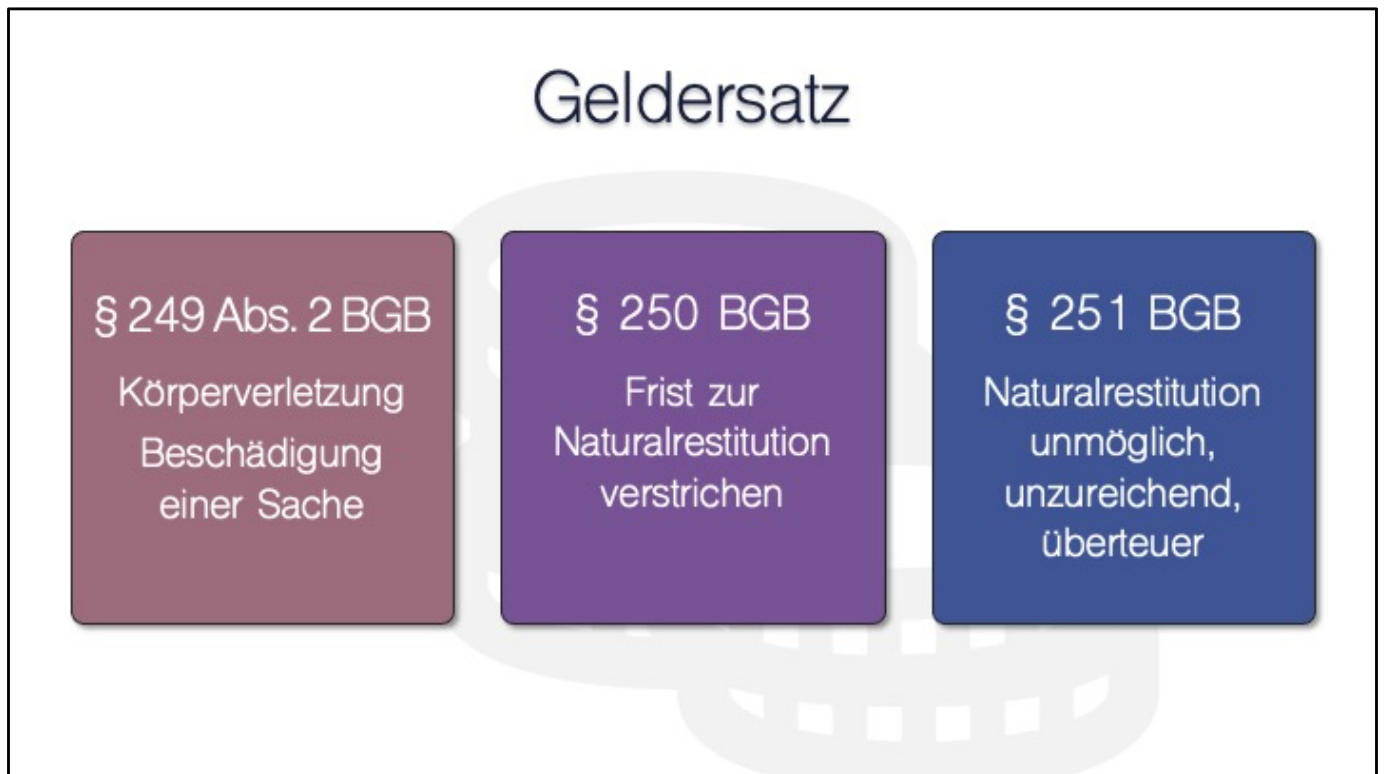 Geldersatz
§ 249 Abs. 2 BGB
Körperverletzung
Beschädigung
einer Sache
§ 250 BGB
Frist zur
Naturalrestitution
verstrichen
§ 251 BGB
Naturalrestitution
unmöglich,
unzureichend,
überteuer